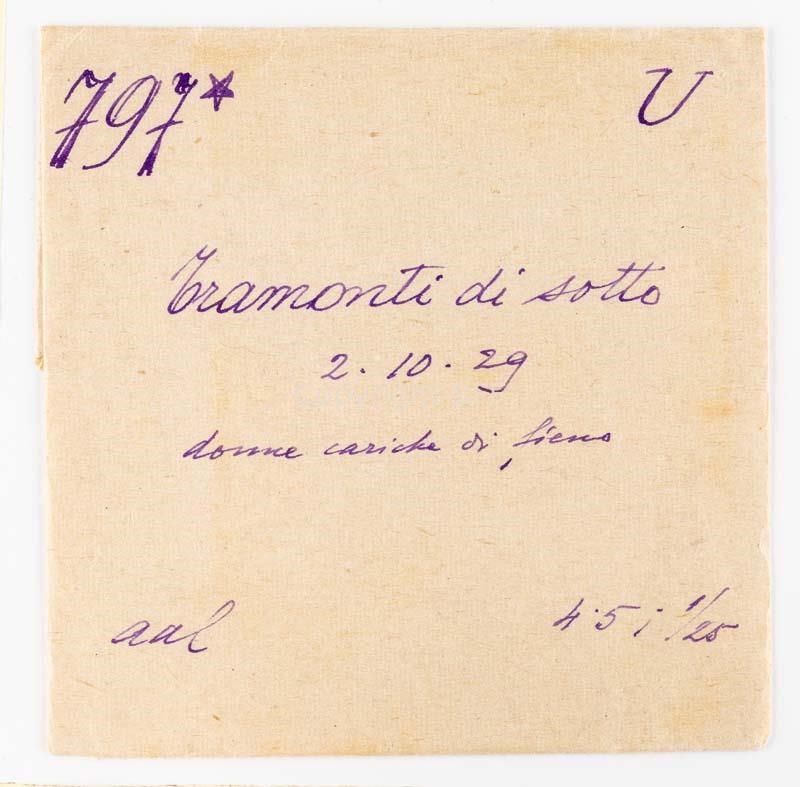 797* U
Tramonti di sotto
2.10.29
donne cariche di fieno
aal 4.5; 1/25